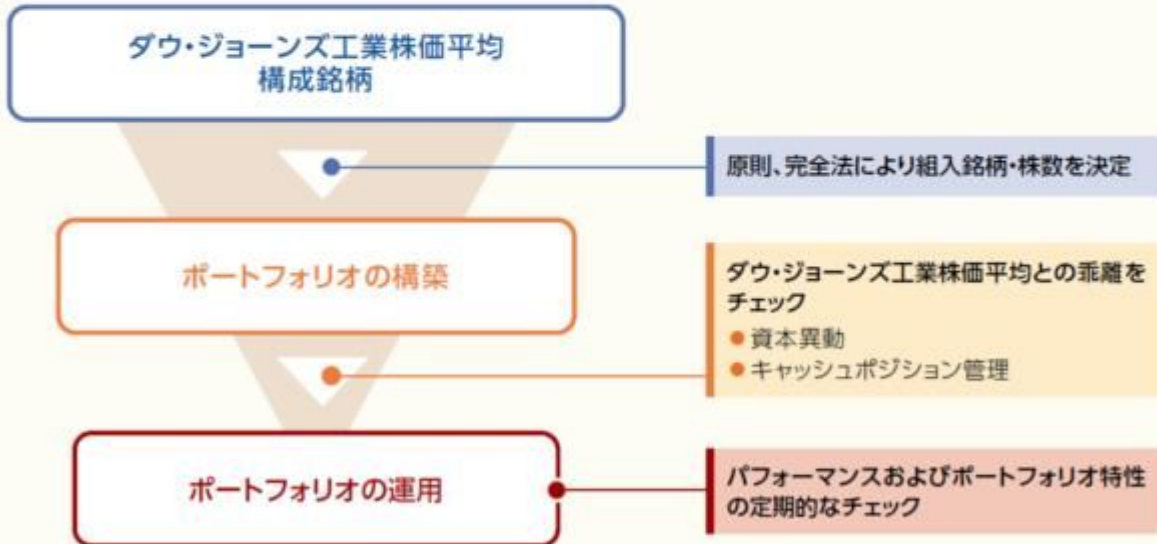 ダウ・ジョーンズ工業株価平均
構成銘柄
原則、完全法により組入銘柄・株数を決定
ポートフォリオの構築
ダウ・ジョーンズ工業株価平均との乖離を
チェック
●資本異動
●キャッシュポジション管理
ポートフォリオの運用
パフォーマンスおよびポートフォリオ特性
の定期的なチェック